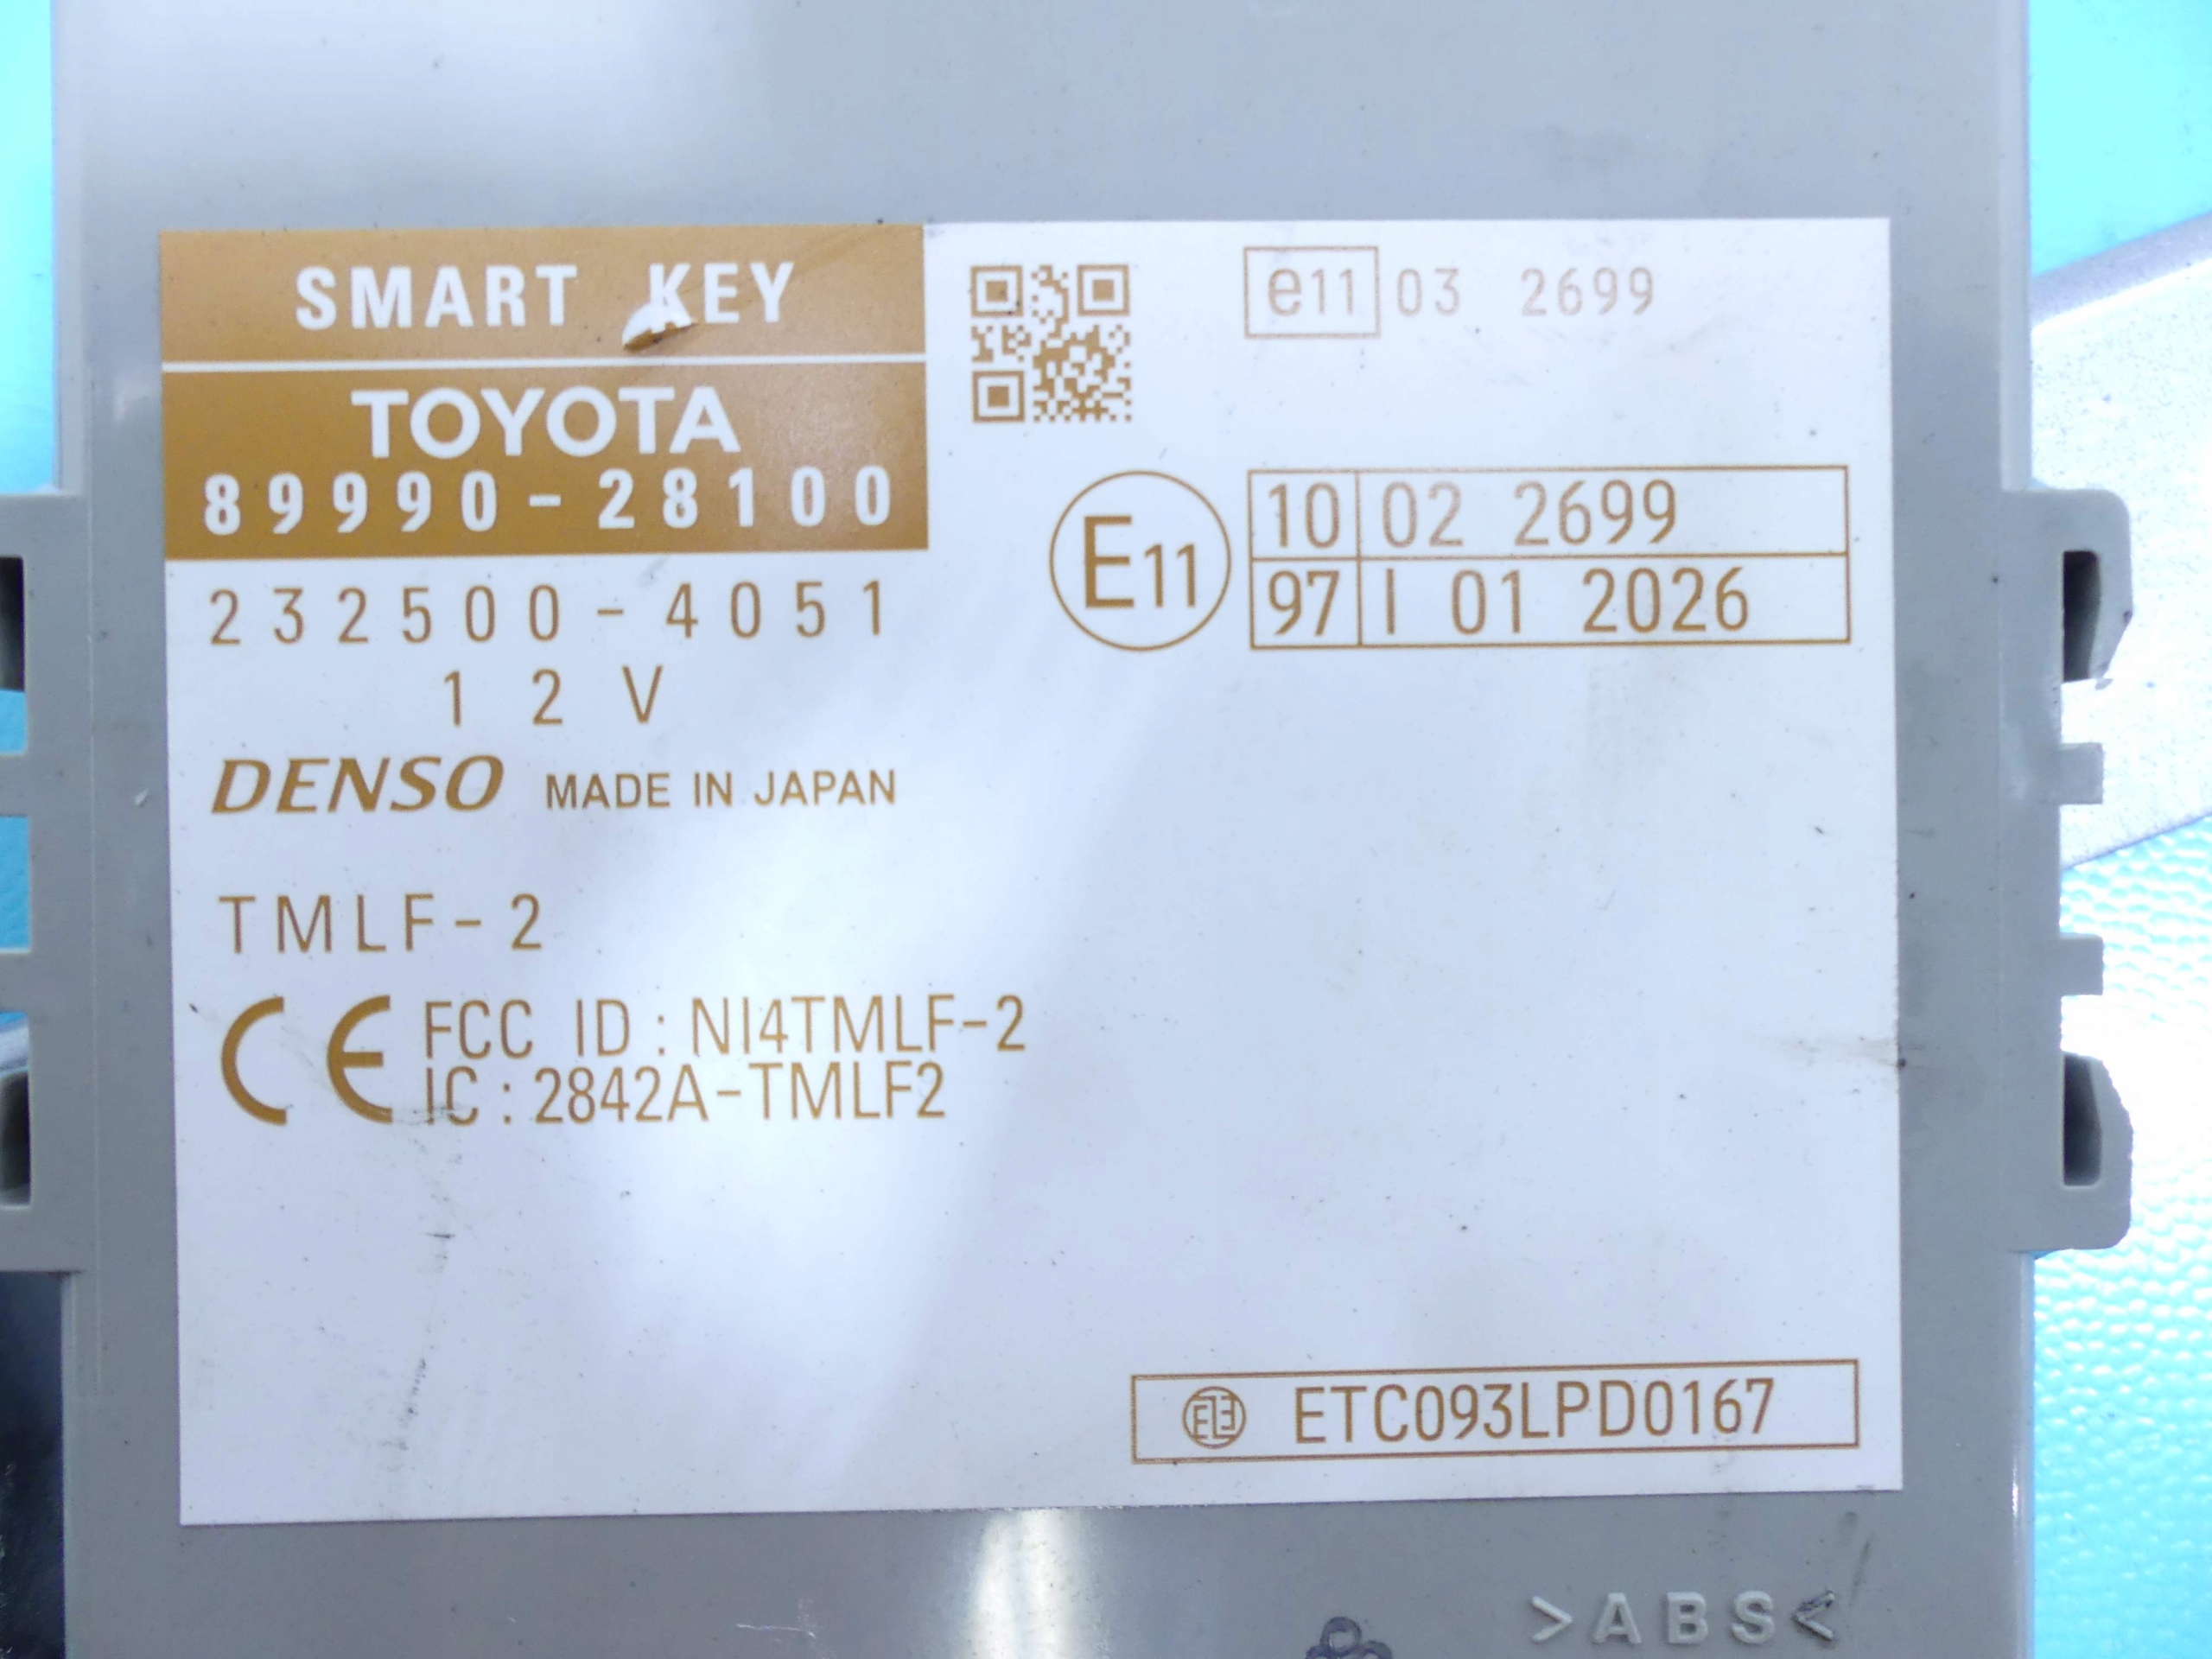 SMART KEY
TOYOTA
89990-28100
232500-4051
12V
DENSO MADE IN JAPAN
TMLF-2
CE FCC ID : NI4TMLF-2
IC : 2842A-TMLF2
e11 03 2699
E11
10 02 2699
97 I 01 2026
ETC093LPD0167
>ABS<